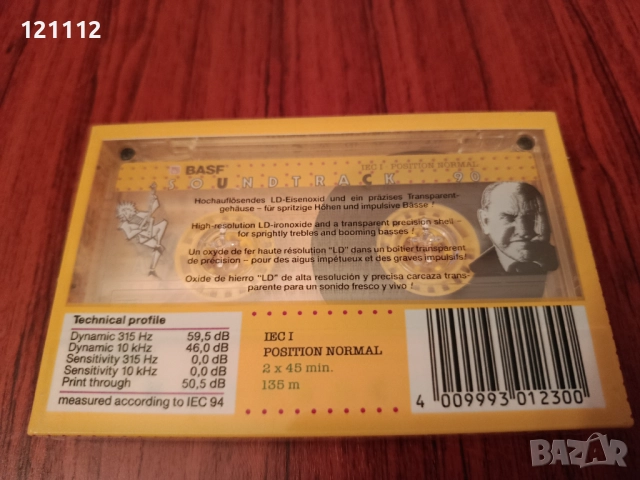 121112
BASF
IEC I POSITION NORMAL
SOUNDTRACK 90
Hochauflösendes LD-Eisenoxid und ein präzises Transparent-
gehäuse – für spritzige Höhen und impulsive Bässe !
High-resolution LD-ironoxide and a transparent precision shell –
for sprightly trebles and booming basses !
Un oxyde de fer haute résolution "LD" dans un boîtier transparent
de précision – pour des aigus impétueux et des graves impulsifs !
Oxido de hierro "LD" de alta resolución y precisa carcaza trans-
parente para un sonido fresco y vivo !
Technical profile
Dynamic 315 Hz 59,5 dB
Dynamic 10 kHz 46,0 dB
Sensitivity 315 Hz 0,0 dB
Sensitivity 10 kHz 0,0 dB
Print through 50,5 dB
measured according to IEC 94
IEC I
POSITION NORMAL
2 x 45 min.
135 m
4 009993 012300
BAZAR